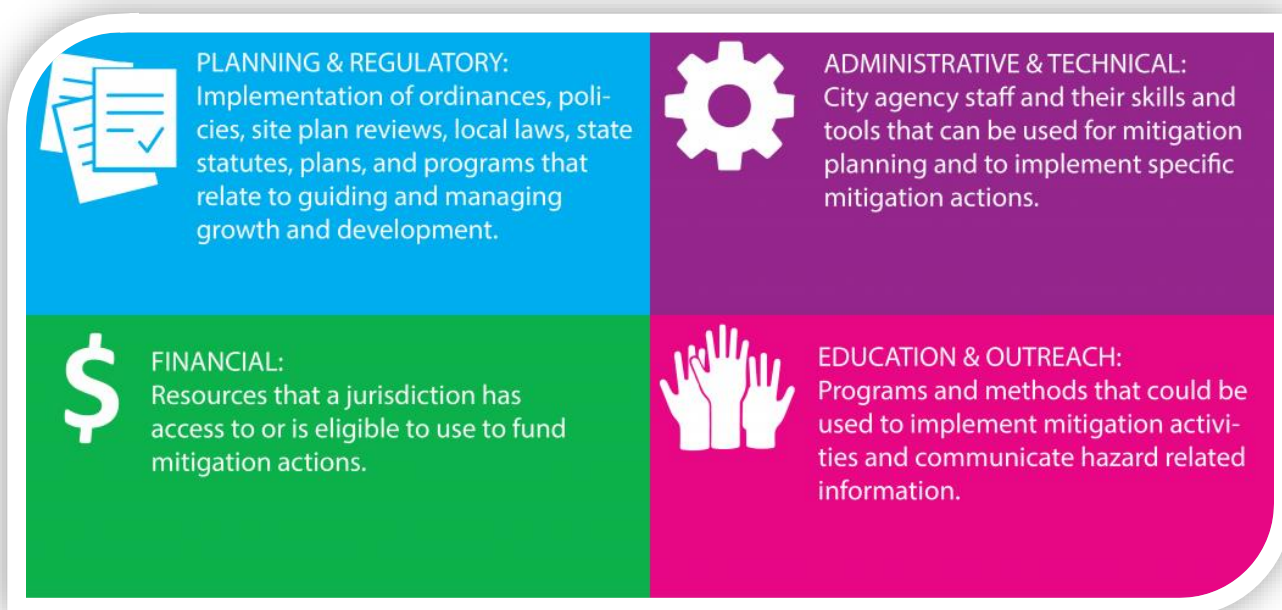 PLANNING & REGULATORY:
Implementation of ordinances, poli-
cies, site plan reviews, local laws, state
statutes, plans, and programs that
relate to guiding and managing
growth and development.
ADMINISTRATIVE & TECHNICAL:
City agency staff and their skills and
tools that can be used for mitigation
planning and to implement specific
mitigation actions.
$
FINANCIAL:
Resources that a jurisdiction has
access to or is eligible to use to fund
mitigation actions.
EDUCATION & OUTREACH:
Programs and methods that could be
used to implement mitigation activi-
ties and communicate hazard related
information.